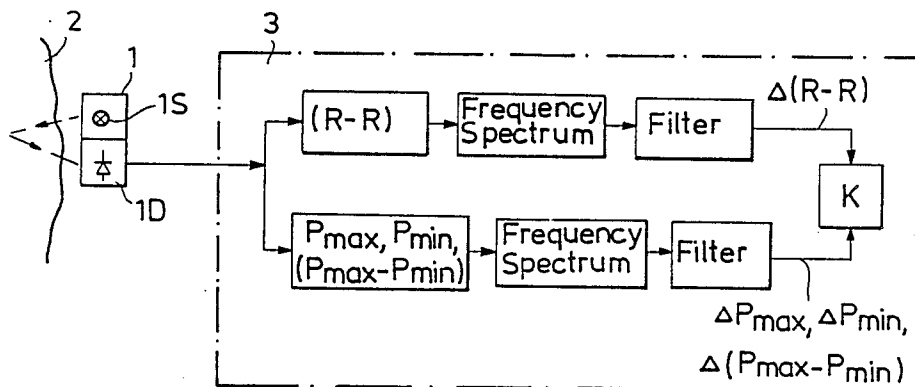 2
1
1S
1D
3
(R-R)
Frequency
Spectrum
Filter
Δ(R-R)
K
Pmax, Pmin,
(Pmax-Pmin)
Frequency
Spectrum
Filter
ΔPmax, ΔPmin,
Δ(Pmax-Pmin)